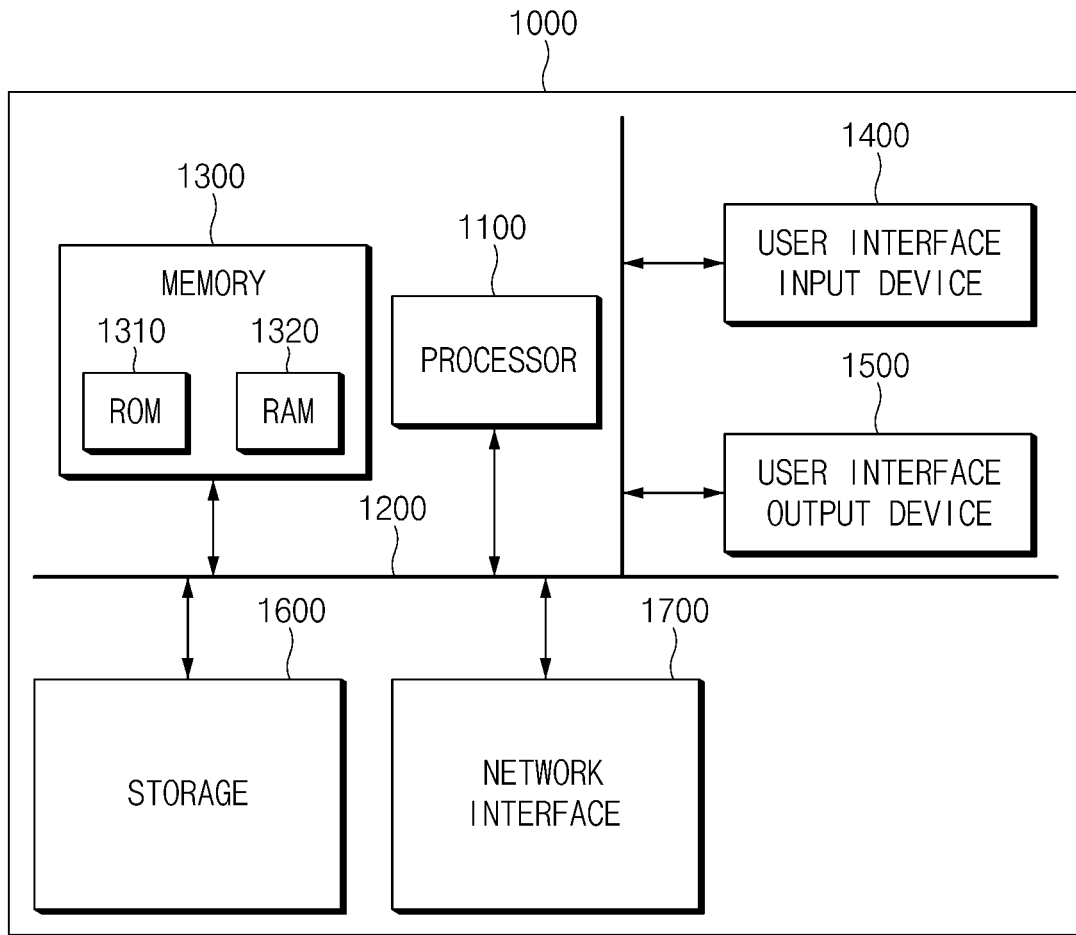 1000
1300
MEMORY
1310
ROM
1320
RAM
1100
PROCESSOR
1400
USER INTERFACE
INPUT DEVICE
1500
USER INTERFACE
OUTPUT DEVICE
1200
1600
STORAGE
1700
NETWORK
INTERFACE